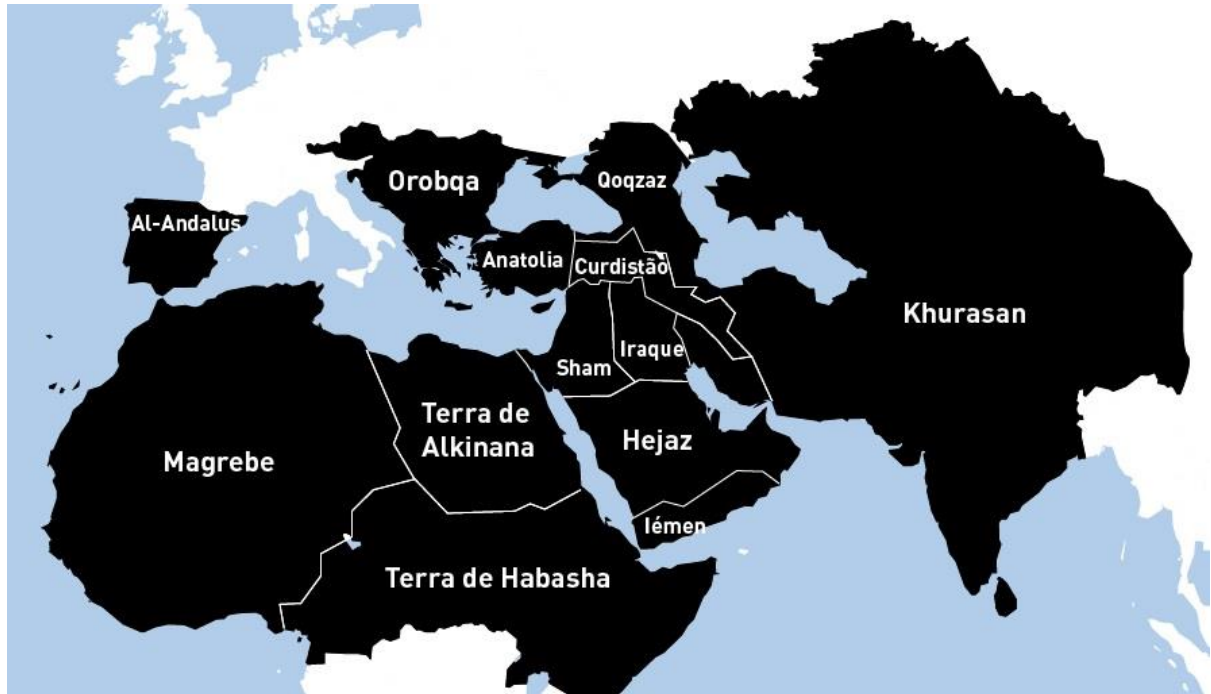 Orobqa
Qoqzaz
Al-Andalus
Anatolia
Curdistão
Khurasan
Iraque
Sham
Terra de
Alkinana
Hejaz
Magrebe
Iémen
Terra de Habasha